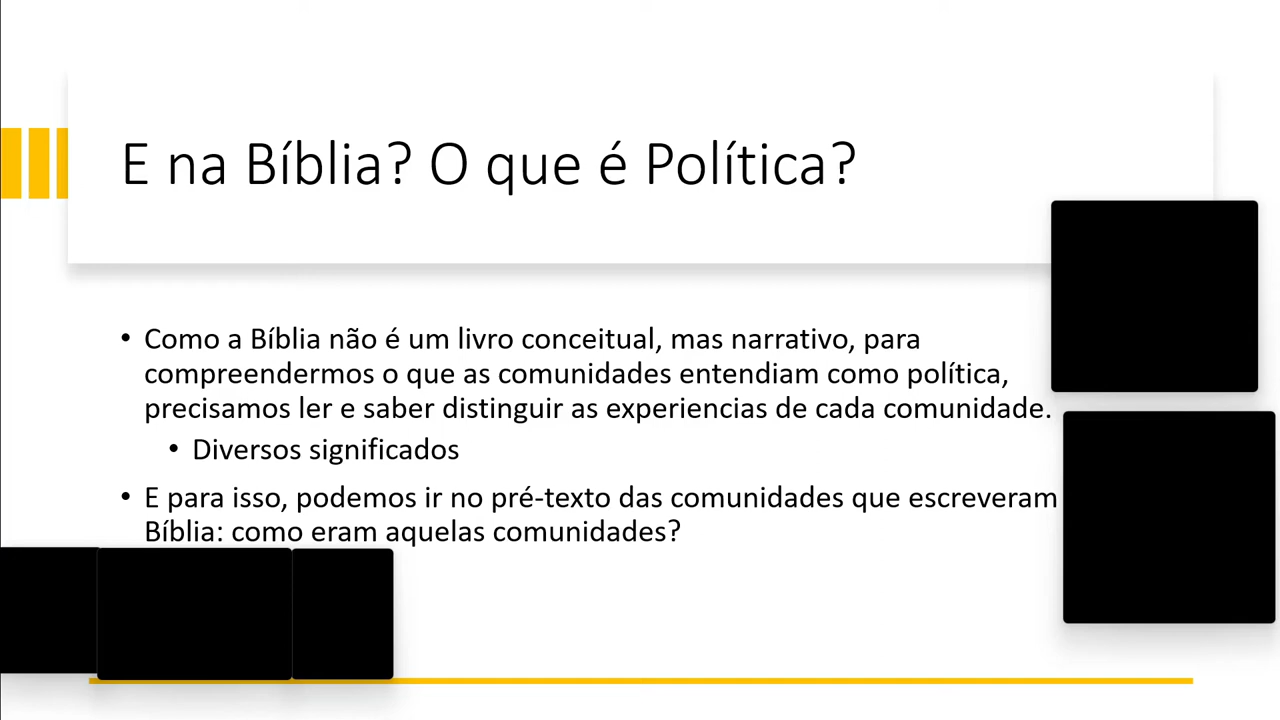 E na Bíblia? O que é Política?
• Como a Bíblia não é um livro conceitual, mas narrativo, para
compreendermos o que as comunidades entendiam como política,
precisamos ler e saber distinguir as experiencias de cada comunidade.
• Diversos significados
• E para isso, podemos ir no pré-texto das comunidades que escreveram
Bíblia: como eram aquelas comunidades?